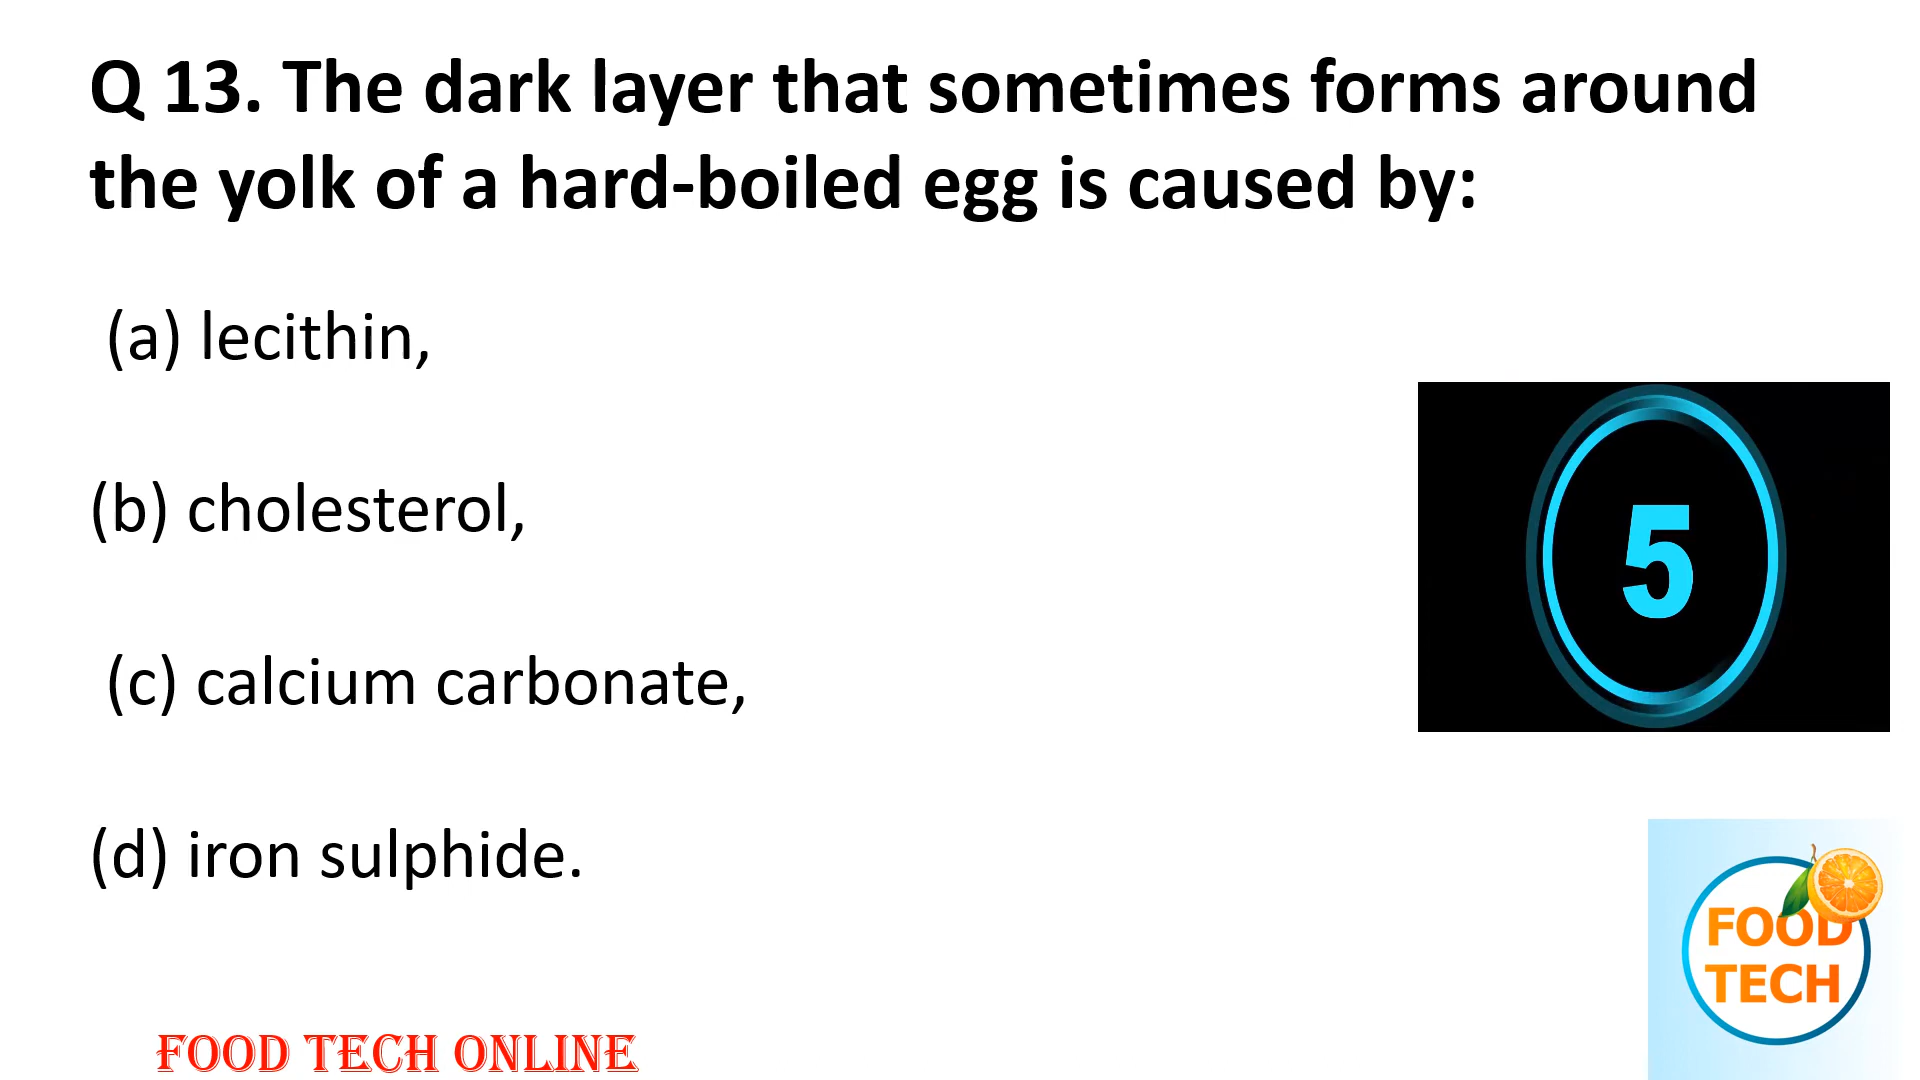 Q 13. The dark layer that sometimes forms around
the yolk of a hard-boiled egg is caused by:
(a) lecithin,
(b) cholesterol,
(c) calcium carbonate,
(d) iron sulphide.
5
FOOD
TECH
FOOD TECH ONLINE